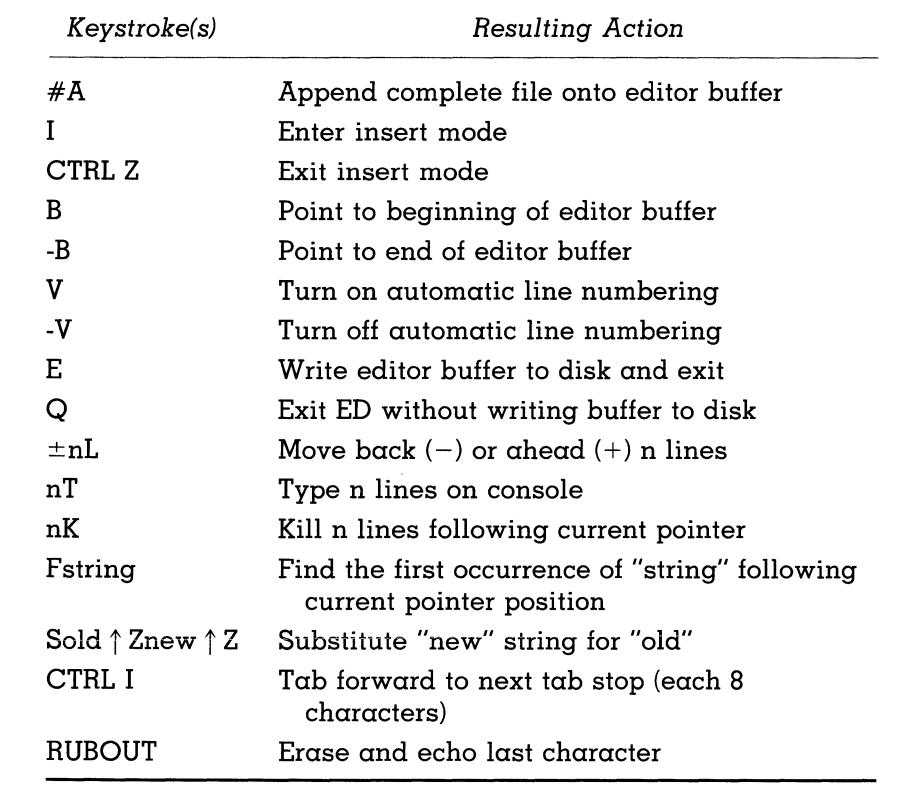 Keystroke(s) Resulting Action
#A Append complete file onto editor buffer
I Enter insert mode
CTRL Z Exit insert mode
B Point to beginning of editor buffer
-B Point to end of editor buffer
V Turn on automatic line numbering
-V Turn off automatic line numbering
E Write editor buffer to disk and exit
Q Exit ED without writing buffer to disk
±nL Move back (−) or ahead (+) n lines
nT Type n lines on console
nK Kill n lines following current pointer
Fstring Find the first occurrence of "string" following
current pointer position
Sold ↑ Znew ↑ Z Substitute "new" string for "old"
CTRL I Tab forward to next tab stop (each 8
characters)
RUBOUT Erase and echo last character